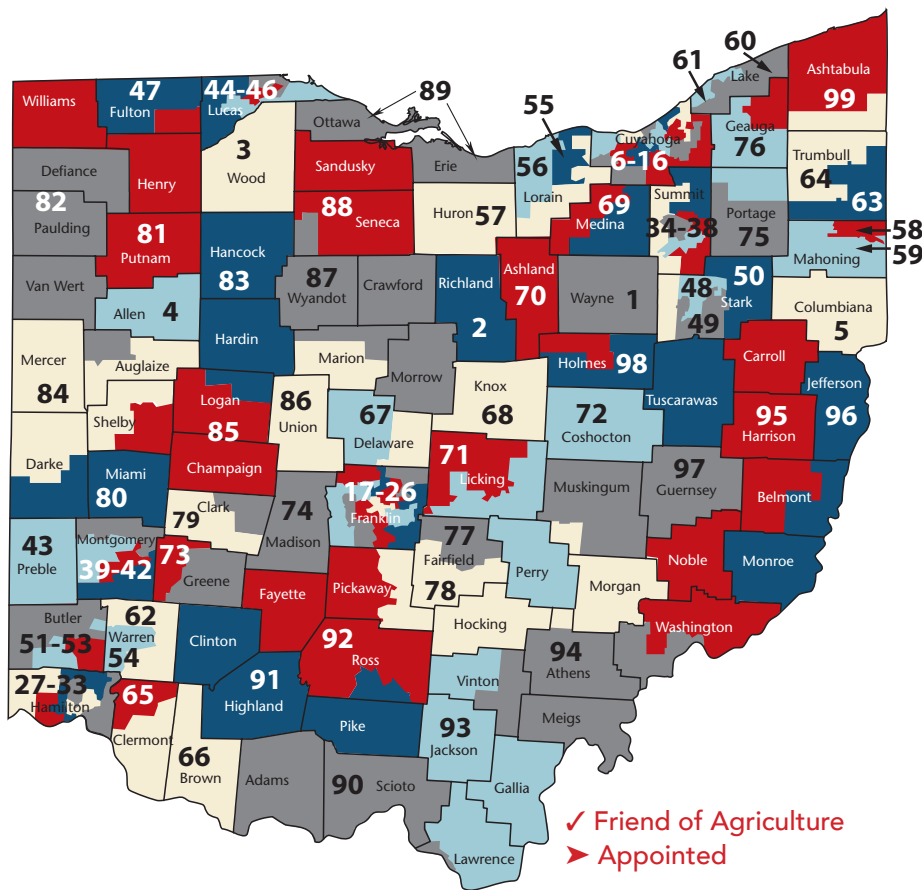 60
61
Lake
Ashtabula
99
47
Fulton
44-46
Lucas
89
Williams
55
Ottawa
Geauga
76
Cuyahoga
6-16
3
Wood
Sandusky
Erie
56
Lorain
Trumbull
64
Defiance
Henry
69
Medina
Summit
63
82
Paulding
88
Seneca
Huron 57
34-38
Portage
75
58
59
81
Putnam
Hancock
83
Mahoning
Van Wert
87
Wyandot
Crawford
Richland
2
Ashland
70
Wayne 1
48
49
50
Stark
Allen 4
Columbiana
5
Hardin
Marion
Holmes 98
Carroll
Mercer
84
Auglaize
Morrow
Knox
68
Tuscarawas
Jefferson
96
Logan
85
86
Union
67
Delaware
72
Coshocton
95
Harrison
Shelby
Darke
Miami
80
Champaign
71
Licking
97
Guernsey
Belmont
17-26
Franklin
Muskingum
79
Clark
74
Madison
43
Preble
Montgomery
39-42
73
Greene
77
Fairfield
78
Perry
Noble
Monroe
Fayette
Pickaway
Morgan
Butler
51-53
62
Warren
54
Clinton
92
Ross
Hocking
Washington
94
Athens
27-33
Hamilton
65
91
Highland
Vinton
Clermont
Pike
93
Jackson
Meigs
66
Brown
Adams
90 Scioto
Gallia
Lawrence
✓ Friend of Agriculture
➤ Appointed